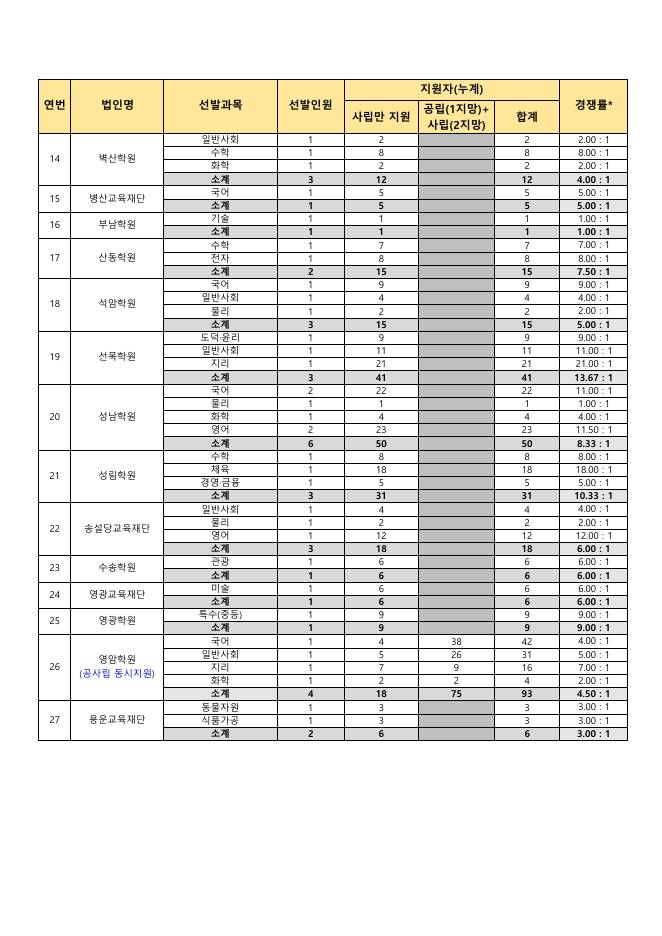 연번 법인명 선발과목 선발인원 지원자(누계) 경쟁률*
사립만 지원 공립(1지망)+ 사립(2지망) 합계
14 벽산학원 일반사회 1 2 2 2.00 : 1
수학 1 8 8 8.00 : 1
화학 1 2 2 2.00 : 1
소계 3 12 12 4.00 : 1
15 병산교육재단 국어 1 5 5 5.00 : 1
소계 1 5 5 5.00 : 1
16 부남학원 기술 1 1 1 1.00 : 1
소계 1 1 1 1.00 : 1
17 산동학원 수학 1 7 7 7.00 : 1
전자 1 8 8 8.00 : 1
소계 2 15 15 7.50 : 1
18 석암학원 국어 1 9 9 9.00 : 1
일반사회 1 4 4 4.00 : 1
물리 1 2 2 2.00 : 1
소계 3 15 15 5.00 : 1
19 선목학원 도덕·윤리 1 9 9 9.00 : 1
일반사회 1 11 11 11.00 : 1
지리 1 21 21 21.00 : 1
소계 3 41 41 13.67 : 1
20 성남학원 국어 2 22 22 11.00 : 1
물리 1 1 1 1.00 : 1
화학 1 4 4 4.00 : 1
영어 2 23 23 11.50 : 1
소계 6 50 50 8.33 : 1
21 성림학원 수학 1 8 8 8.00 : 1
체육 1 18 18 18.00 : 1
경영·금융 1 5 5 5.00 : 1
소계 3 31 31 10.33 : 1
22 송설당교육재단 일반사회 1 4 4 4.00 : 1
물리 1 2 2 2.00 : 1
영어 1 12 12 12.00 : 1
소계 3 18 18 6.00 : 1
23 수송학원 관광 1 6 6 6.00 : 1
소계 1 6 6 6.00 : 1
24 영광교육재단 미술 1 6 6 6.00 : 1
소계 1 6 6 6.00 : 1
25 영광학원 특수(중등) 1 9 9 9.00 : 1
소계 1 9 9 9.00 : 1
26 영암학원 (공사립 동시지원) 국어 1 4 38 42 4.00 : 1
일반사회 1 5 26 31 5.00 : 1
지리 1 7 9 16 7.00 : 1
화학 1 2 2 4 2.00 : 1
소계 4 18 75 93 4.50 : 1
27 용운교육재단 동물자원 1 3 3 3.00 : 1
식품가공 1 3 3 3.00 : 1
소계 2 6 6 3.00 : 1